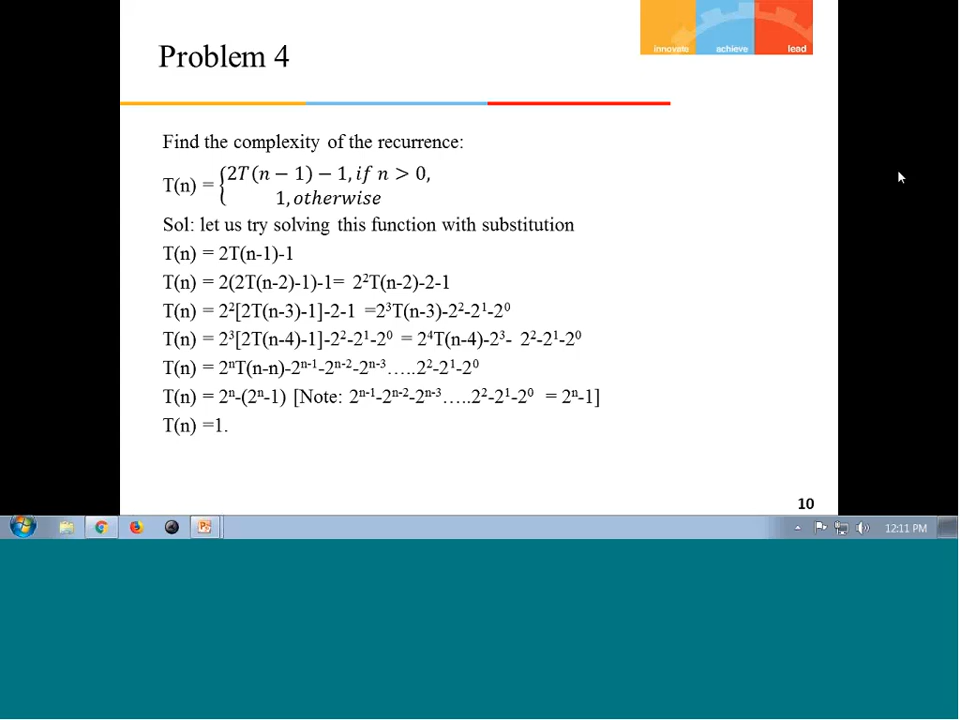 Problem 4
innovate achieve lead
Find the complexity of the recurrence:
T(n) = {2T(n − 1) − 1, if n > 0,
1, otherwise
Sol: let us try solving this function with substitution
T(n) = 2T(n-1)-1
T(n) = 2(2T(n-2)-1)-1= 2²T(n-2)-2-1
T(n) = 2²[2T(n-3)-1]-2-1 =2³T(n-3)-2²-2¹-2⁰
T(n) = 2³[2T(n-4)-1]-2²-2¹-2⁰ = 2⁴T(n-4)-2³- 2²-2¹-2⁰
T(n) = 2ⁿT(n-n)-2ⁿ⁻¹-2ⁿ⁻²-2ⁿ⁻³…..2²-2¹-2⁰
T(n) = 2ⁿ-(2ⁿ-1) [Note: 2ⁿ⁻¹-2ⁿ⁻²-2ⁿ⁻³…..2²-2¹-2⁰ = 2ⁿ-1]
T(n) =1.
10
12:11 PM